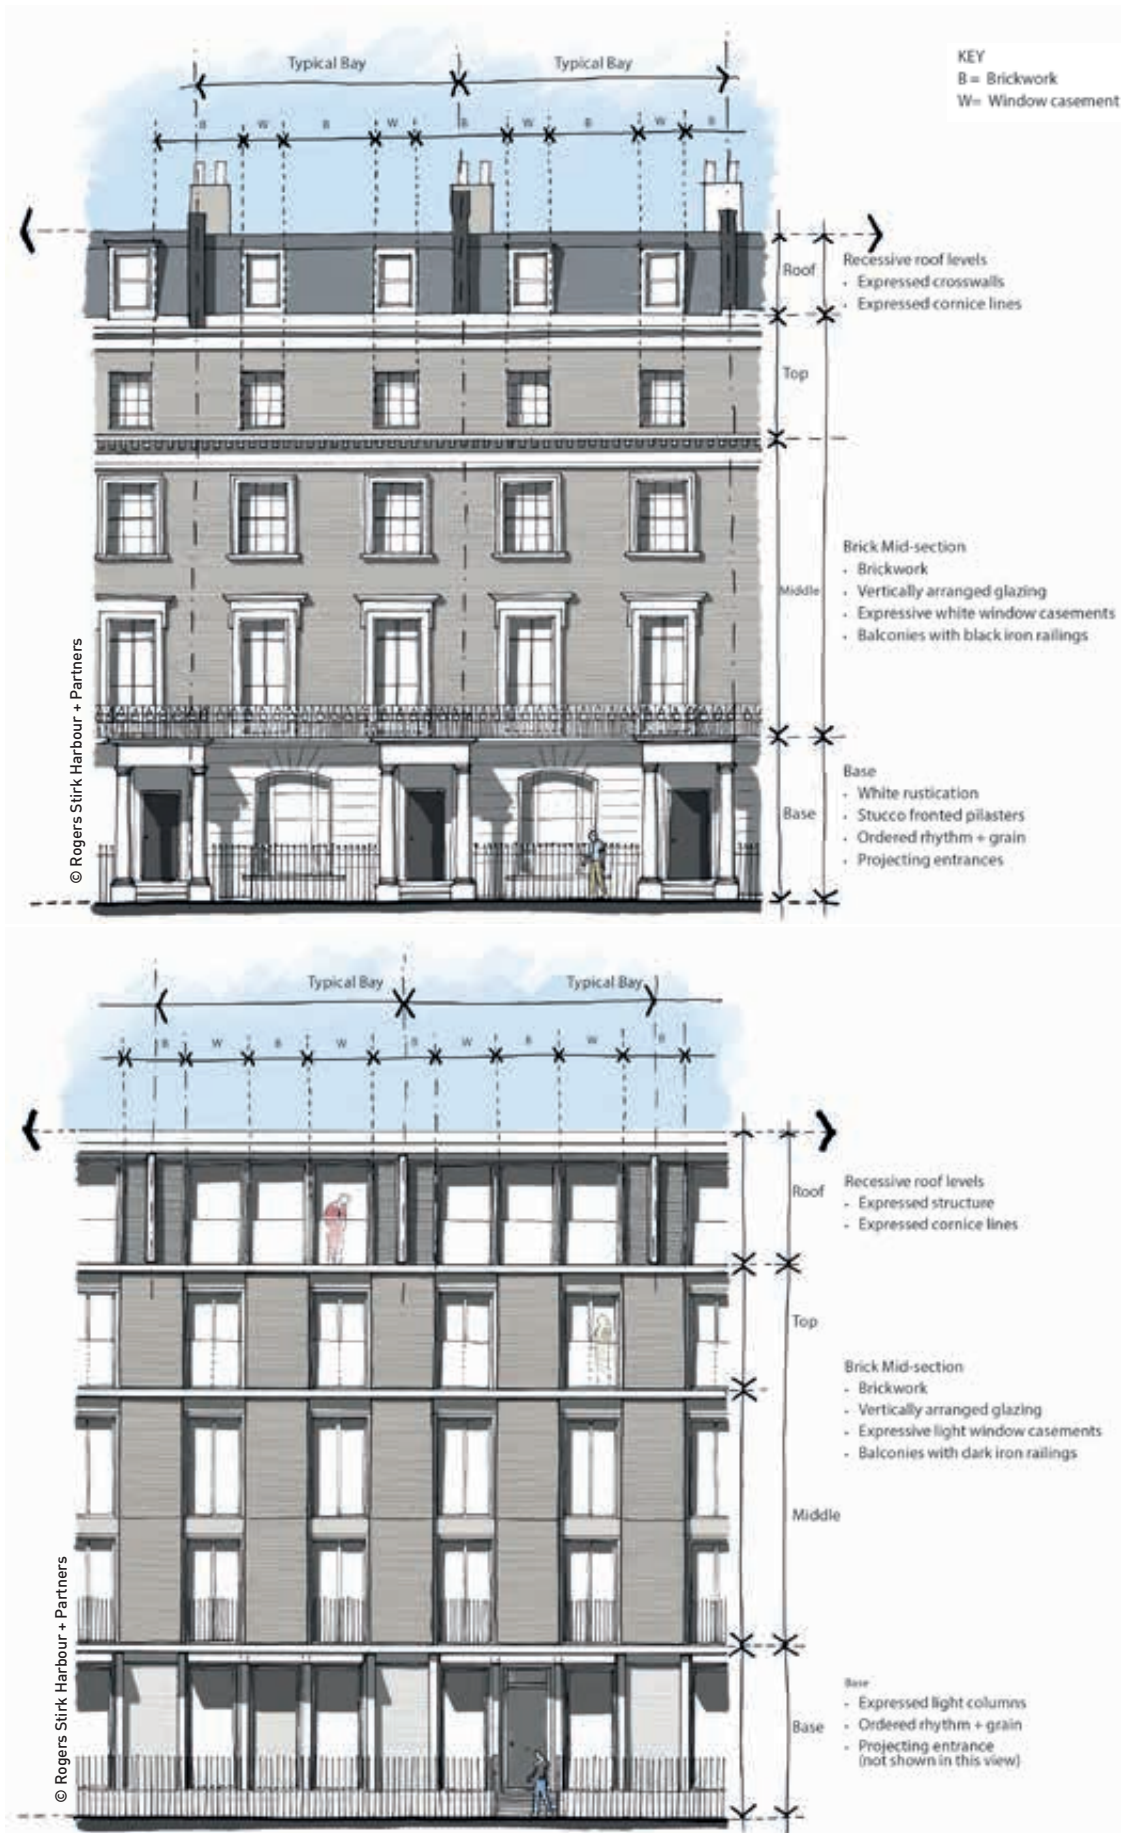 Typical Bay
Typical Bay
KEY
B = Brickwork
W= Window casement
B
W
B
W
B
W
B
W
B
Roof
Recessive roof levels
- Expressed crosswalls
- Expressed cornice lines
Top
Middle
Brick Mid-section
- Brickwork
- Vertically arranged glazing
- Expressive white window casements
- Balconies with black iron railings
Base
Base
- White rustication
- Stucco fronted pilasters
- Ordered rhythm + grain
- Projecting entrances
© Rogers Stirk Harbour + Partners
Typical Bay
Typical Bay
B
W
B
W
B
W
B
W
B
Roof
Recessive roof levels
- Expressed structure
- Expressed cornice lines
Top
Brick Mid-section
- Brickwork
- Vertically arranged glazing
- Expressive light window casements
- Balconies with dark iron railings
Middle
Base
Base
- Expressed light columns
- Ordered rhythm + grain
- Projecting entrance
(not shown in this view)
© Rogers Stirk Harbour + Partners